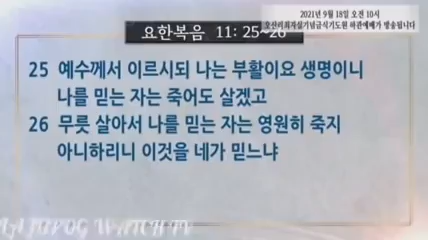 2021년 9월 18일 오전 10시
요한복음 11: 25~26
25 예수께서 이르시되 나는 부활이요 생명이니
나를 믿는 자는 죽어도 살겠고
26 무릇 살아서 나를 믿는 자는 영원히 죽지
아니하리니 이것을 네가 믿느냐
WATCH TV